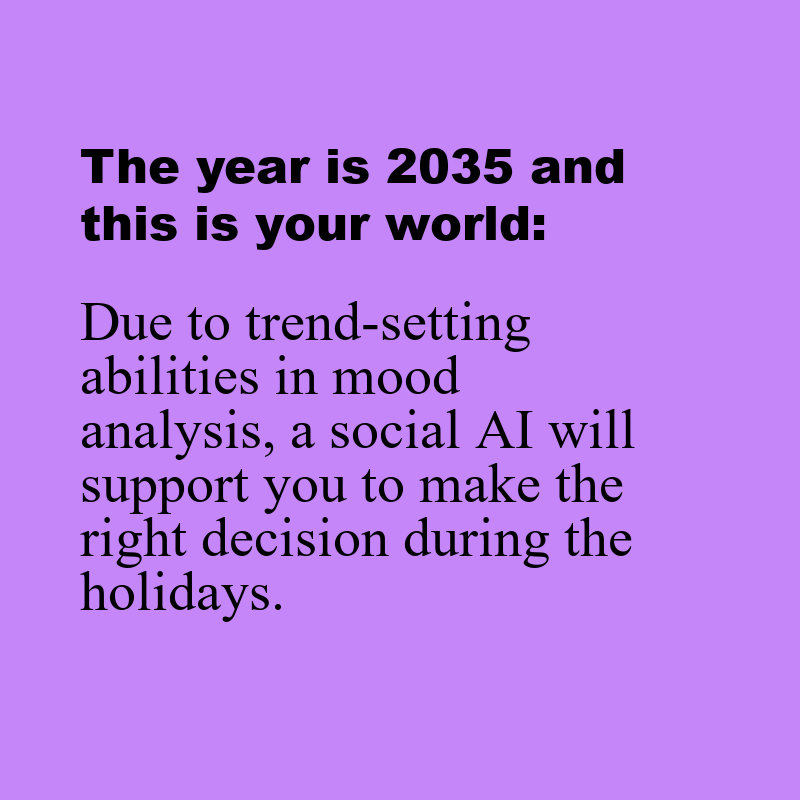 The year is 2035 and
this is your world:
Due to trend-setting
abilities in mood
analysis, a social AI will
support you to make the
right decision during the
holidays.